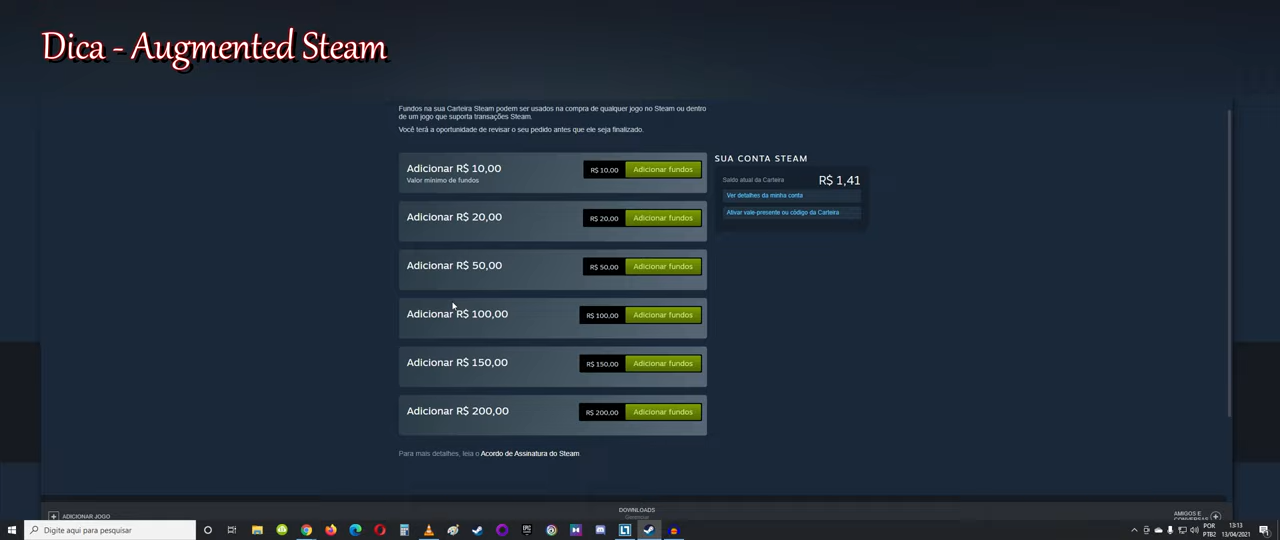 Dica - Augmented Steam
Fundos na sua Carteira Steam podem ser usados na compra de qualquer jogo no Steam ou dentro
de um jogo que suporta transações Steam.
Você terá a oportunidade de revisar o seu pedido antes que ele seja finalizado.
Adicionar R$ 10,00
Valor mínimo de fundos
R$ 10,00
Adicionar fundos
Adicionar R$ 20,00
R$ 20,00
Adicionar fundos
Adicionar R$ 50,00
R$ 50,00
Adicionar fundos
Adicionar R$ 100,00
R$ 100,00
Adicionar fundos
Adicionar R$ 150,00
R$ 150,00
Adicionar fundos
Adicionar R$ 200,00
R$ 200,00
Adicionar fundos
Para mais detalhes, leia o Acordo de Assinatura do Steam.
SUA CONTA STEAM
Saldo atual da Carteira R$ 1,41
Ver detalhes da minha conta
Ativar vale-presente ou código da Carteira
ADICIONAR JOGO
DOWNLOADS
Gerenciar
AMIGOS E
CONVERSAS
Digite aqui para pesquisar
POR
PTB2
13:13
13/04/2021